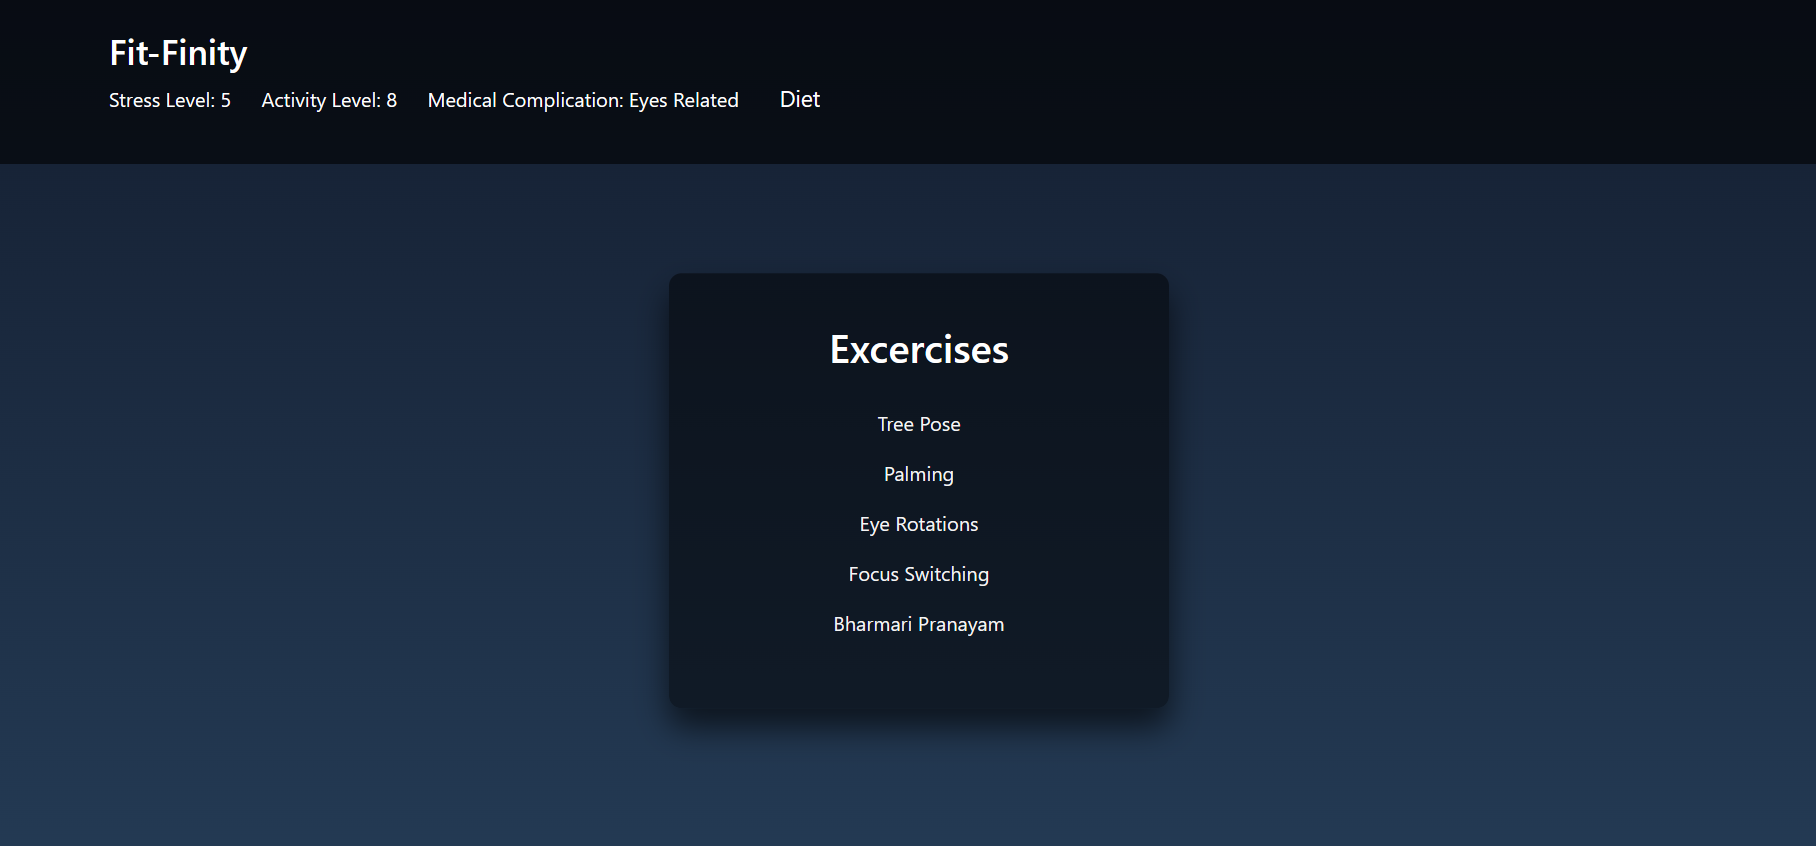 Fit-Finity
Stress Level: 5 Activity Level: 8 Medical Complication: Eyes Related Diet
Excercises
Tree Pose
Palming
Eye Rotations
Focus Switching
Bharmari Pranayam